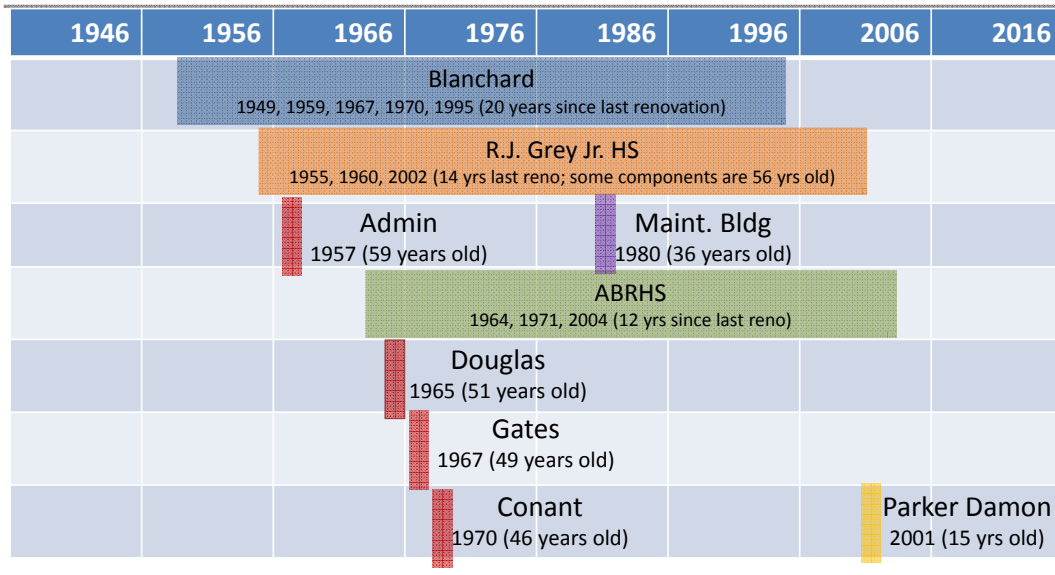 1946 1956 1966 1976 1986 1996 2006 2016
Blanchard
1949, 1959, 1967, 1970, 1995 (20 years since last renovation)
R.J. Grey Jr. HS
1955, 1960, 2002 (14 yrs last reno; some components are 56 yrs old)
Admin
1957 (59 years old)
Maint. Bldg
1980 (36 years old)
ABRHS
1964, 1971, 2004 (12 yrs since last reno)
Douglas
1965 (51 years old)
Gates
1967 (49 years old)
Conant
1970 (46 years old)
Parker Damon
2001 (15 yrs old)